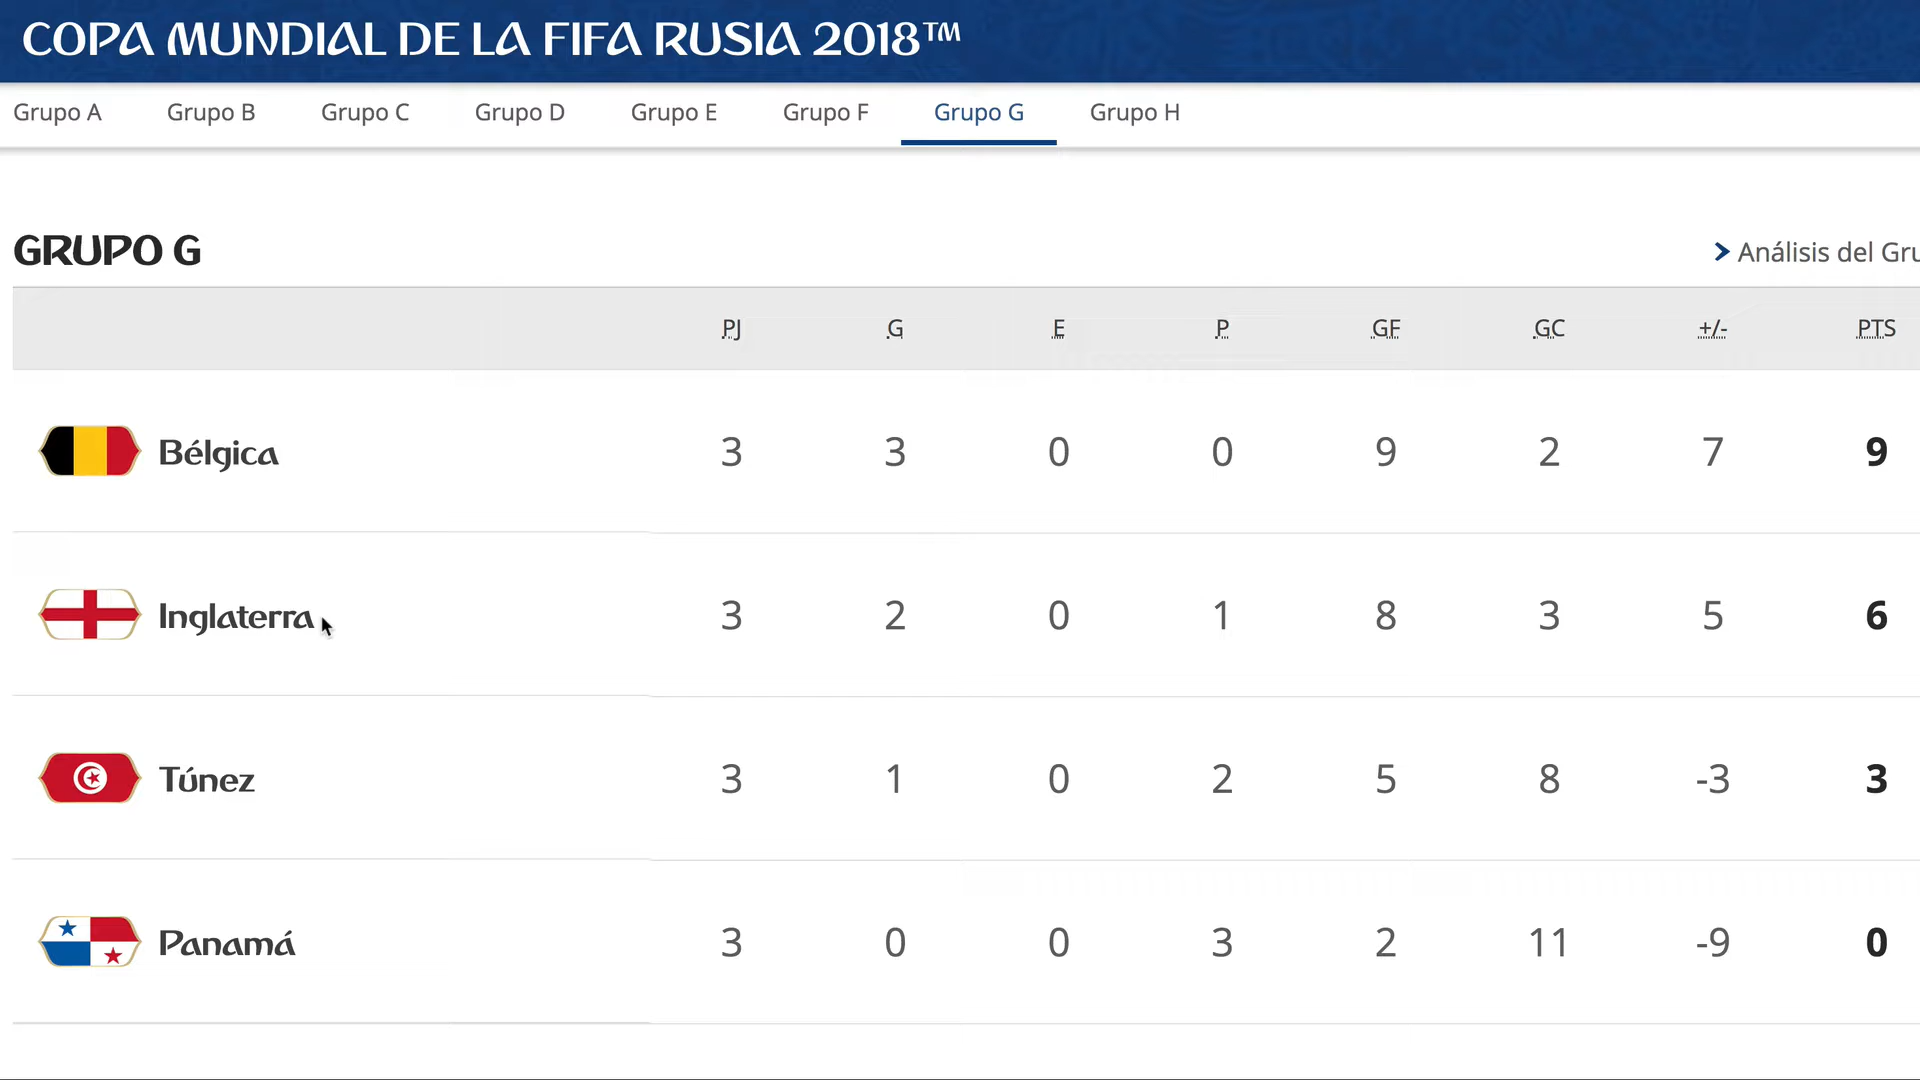 COPA MUNDIAL DE LA FIFA RUSIA 2018™
Grupo A Grupo B Grupo C Grupo D Grupo E Grupo F Grupo G Grupo H
GRUPO G
Análisis del Gru
PJ G E P GF GC +/- PTS
Bélgica 3 3 0 0 9 2 7 9
Inglaterra 3 2 0 1 8 3 5 6
Túnez 3 1 0 2 5 8 -3 3
Panamá 3 0 0 3 2 11 -9 0